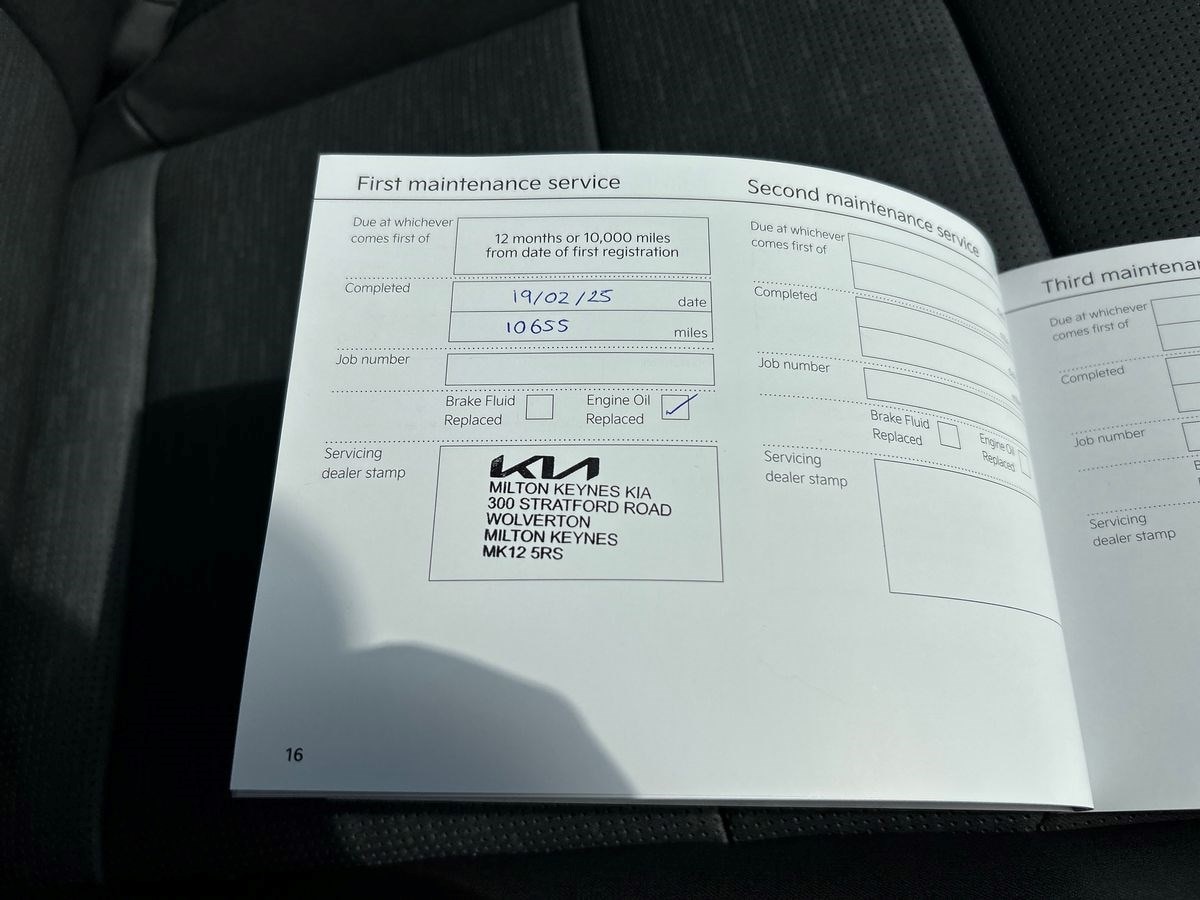 First maintenance service
Due at whichever
comes first of
12 months or 10,000 miles
from date of first registration
Completed
19/02/25 date
10655 miles
Job number
Brake Fluid
Replaced
Engine Oil
Replaced
Servicing
dealer stamp
KIA
MILTON KEYNES KIA
300 STRATFORD ROAD
WOLVERTON
MILTON KEYNES
MK12 5RS
16
Second maintenance service
Due at whichever
comes first of
Completed
Job number
Brake Fluid
Replaced
Engine Oil
Replaced
Servicing
dealer stamp
Third
Due at whichever
comes first of
Completed
Job number
Servicing
dealer stamp